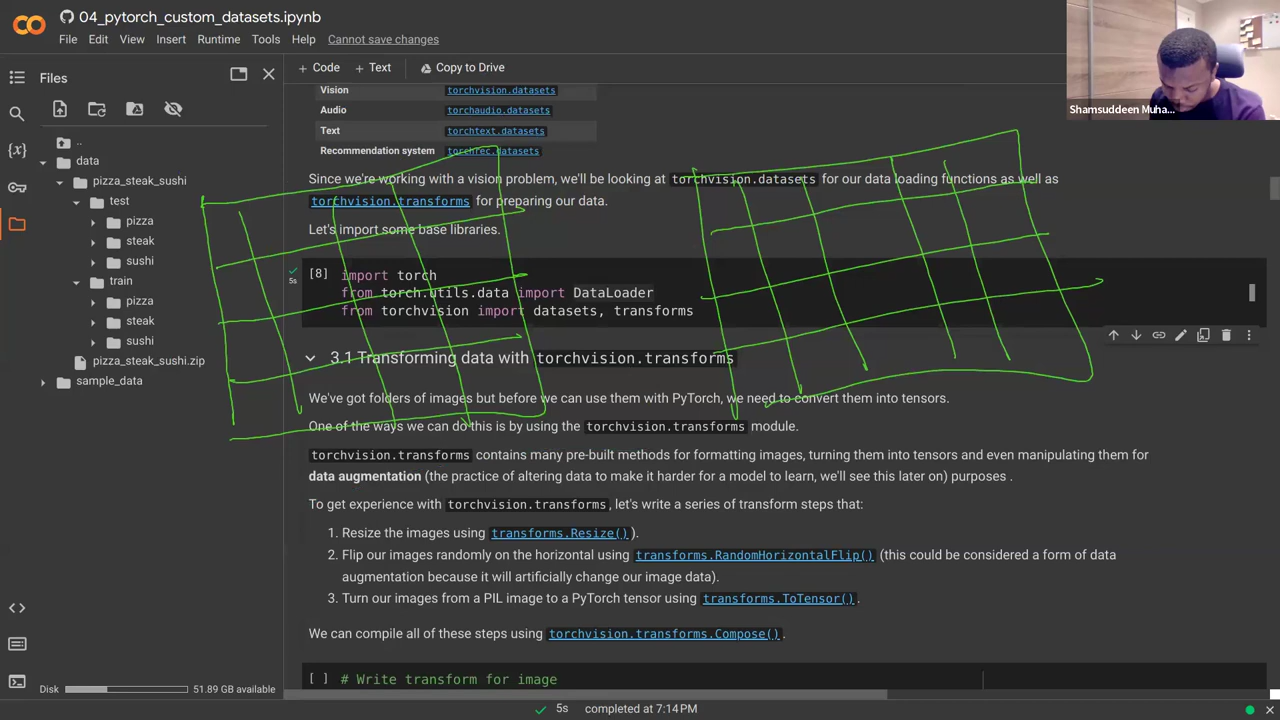 04_pytorch_custom_datasets.ipynb
File Edit View Insert Runtime Tools Help Cannot save changes
+ Code + Text Copy to Drive
Files
..
data
pizza_steak_sushi
test
pizza
steak
sushi
train
pizza
steak
sushi
pizza_steak_sushi.zip
sample_data
Disk 51.89 GB available
Vision torchvision.datasets
Audio torchaudio.datasets
Text torchtext.datasets
Recommendation system torchrec.datasets
Since we're working with a vision problem, we'll be looking at torchvision.datasets for our data loading functions as well as
torchvision.transforms for preparing our data.
Let's import some base libraries.
[8] import torch
5s
from torch.utils.data import DataLoader
from torchvision import datasets, transforms
3.1 Transforming data with torchvision.transforms
We've got folders of images but before we can use them with PyTorch, we need to convert them into tensors.
One of the ways we can do this is by using the torchvision.transforms module.
torchvision.transforms contains many pre-built methods for formatting images, turning them into tensors and even manipulating them for
data augmentation (the practice of altering data to make it harder for a model to learn, we'll see this later on) purposes .
To get experience with torchvision.transforms, let's write a series of transform steps that:
1. Resize the images using transforms.Resize()).
2. Flip our images randomly on the horizontal using transforms.RandomHorizontalFlip() (this could be considered a form of data
augmentation because it will artificially change our image data).
3. Turn our images from a PIL image to a PyTorch tensor using transforms.ToTensor().
We can compile all of these steps using torchvision.transforms.Compose().
[ ] # Write transform for image
5s completed at 7:14PM
Shamsuddeen Muha...